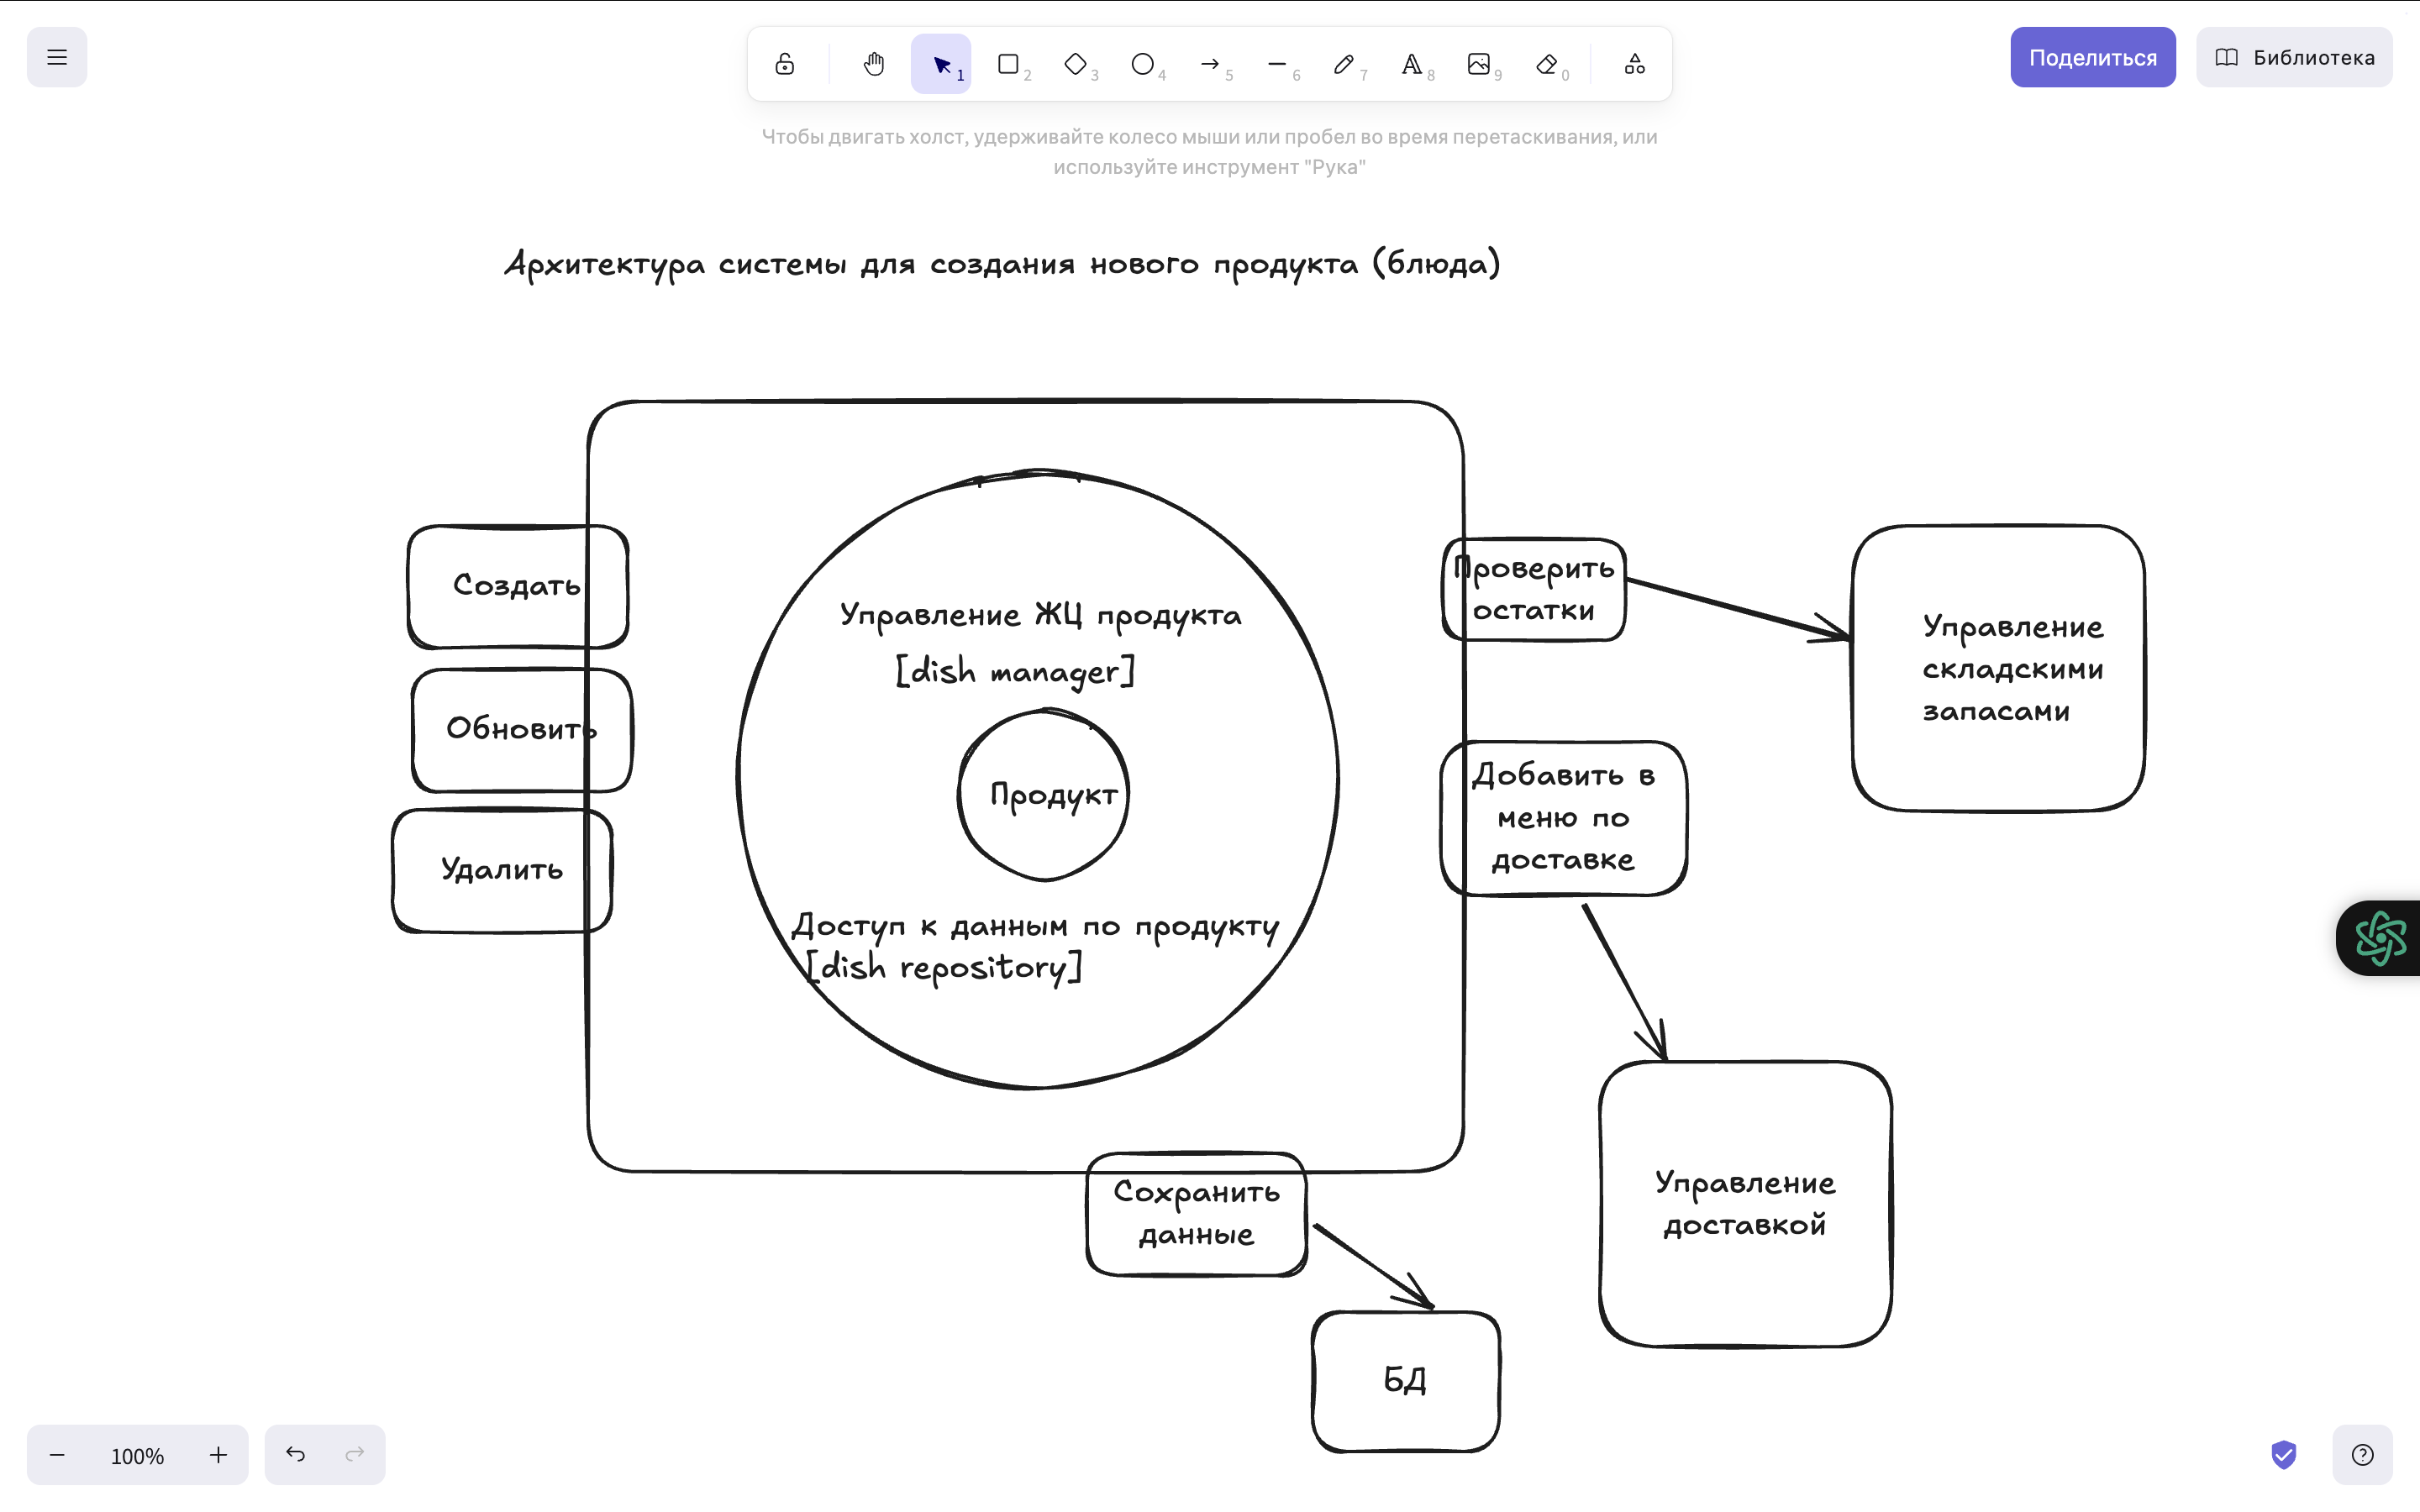 1
2
3
4
5
6
7
8
9
0
Поделиться
Библиотека
Чтобы двигать холст, удерживайте колесо мыши или пробел во время перетаскивания, или
используйте инструмент "Рука"
Архитектура системы для создания нового продукта (блюда)
Создать
Обновить
Удалить
Управление ЖЦ продукта
[dish manager]
Продукт
Доступ к данным по продукту
[dish repository]
Проверить
остатки
Добавить в
меню по
доставке
Управление
складскими
запасами
Сохранить
данные
Управление
доставкой
БД
100%